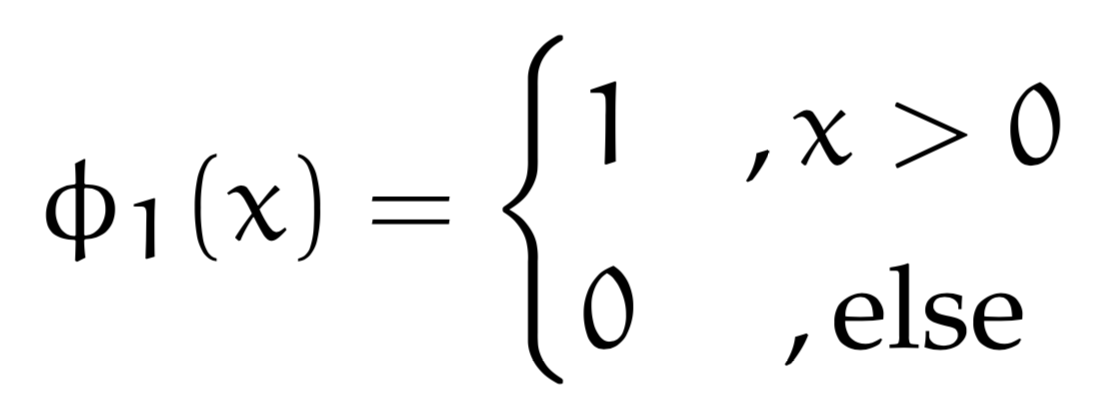 ϕ₁(x) = { 1 , x > 0
0 , else